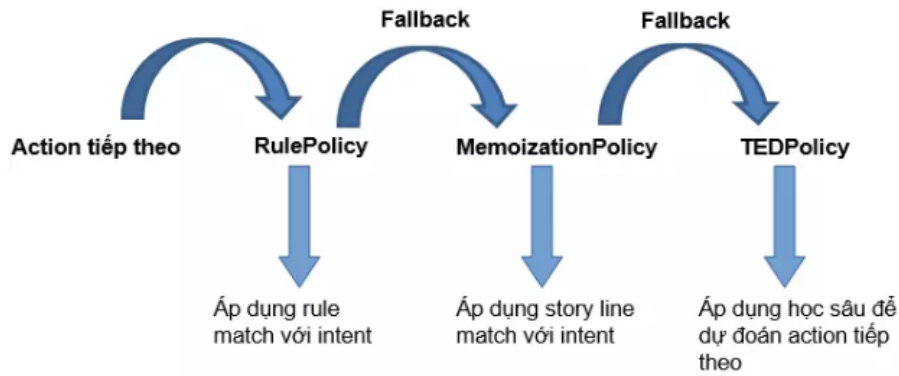 Fallback
Fallback
Action tiếp theo
RulePolicy
MemoizationPolicy
TEDPolicy
Áp dụng rule
match với intent
Áp dụng story line
match với intent
Áp dụng học sâu để
dự đoán action tiếp
theo